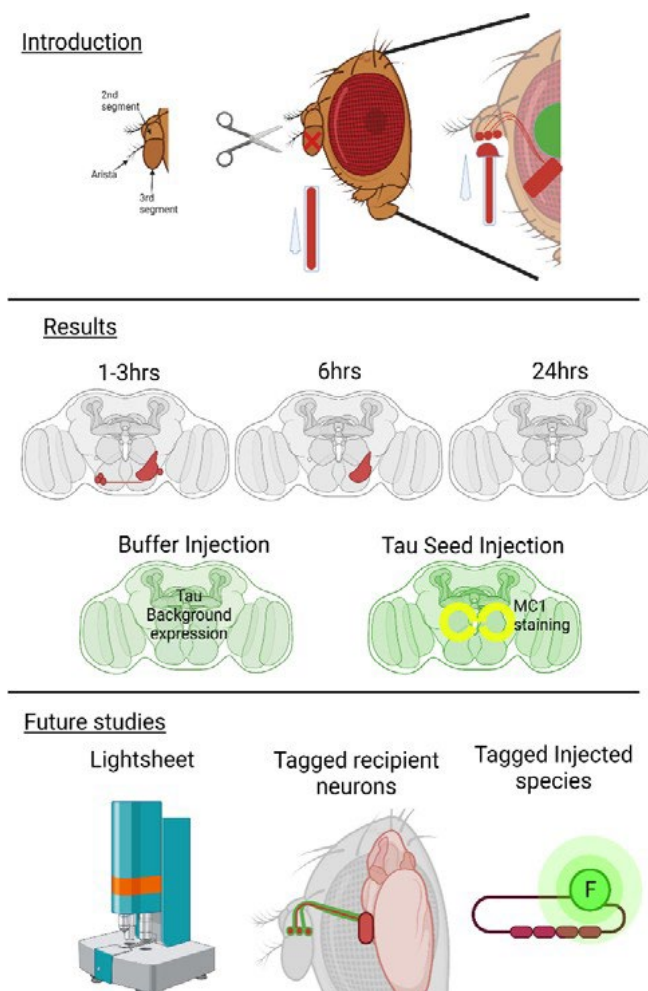 Introduction
2nd
segment
Arista
3rd
segment
Results
1-3hrs
6hrs
24hrs
Buffer Injection
Tau Seed Injection
Tau
Background
expression
MC1
staining
Future studies
Lightsheet
Tagged recipient
neurons
Tagged Injected
species
F